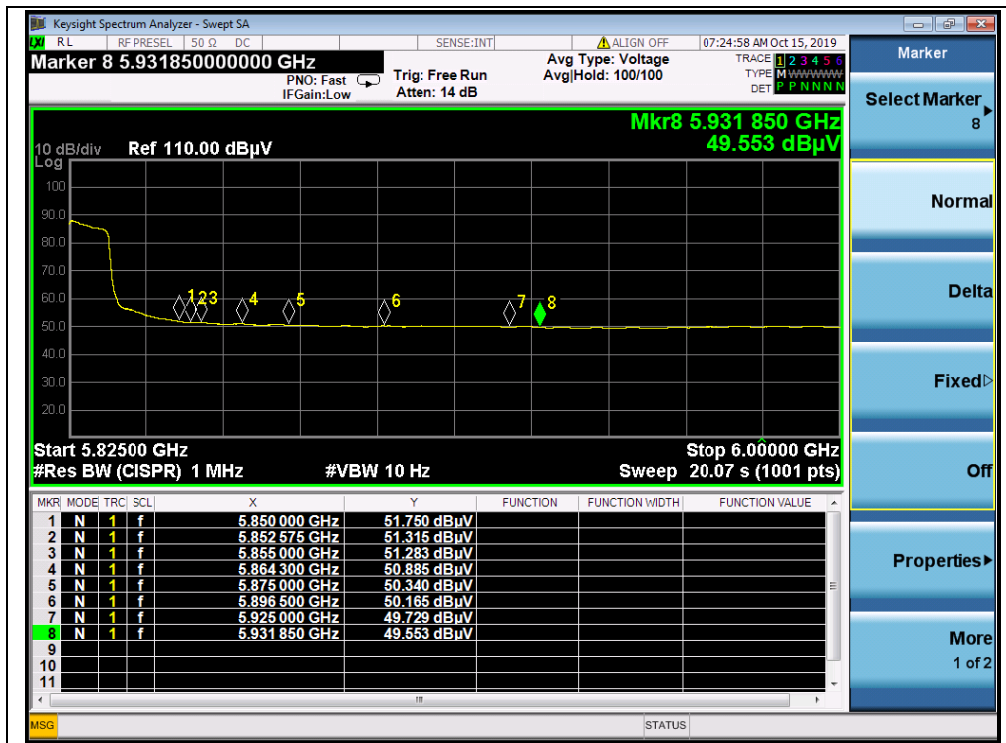 Keysight Spectrum Analyzer - Swept SA
LXI RL RF PRESEL 50 Ω DC SENSE:INT ALIGN OFF 07:24:58 AM Oct 15, 2019
Marker 8 5.931850000000 GHz
PNO: Fast
IFGain:Low
Trig: Free Run
Atten: 14 dB
Avg Type: Voltage
Avg|Hold: 100/100
TRACE 1 2 3 4 5 6
TYPE M WWWWW
DET P P N N N N
Mkr8 5.931 850 GHz
49.553 dBµV
10 dB/div Ref 110.00 dBµV
Log
100
90.0
80.0
70.0
60.0
50.0
40.0
30.0
20.0
1 2 3 4 5 6 7 8
Start 5.82500 GHz Stop 6.00000 GHz
#Res BW (CISPR) 1 MHz #VBW 10 Hz Sweep 20.07 s (1001 pts)
MKR MODE TRC SCL X Y FUNCTION FUNCTION WIDTH FUNCTION VALUE
1 N 1 f 5.850 000 GHz 51.750 dBµV
2 N 1 f 5.852 575 GHz 51.315 dBµV
3 N 1 f 5.855 000 GHz 51.283 dBµV
4 N 1 f 5.864 300 GHz 50.885 dBµV
5 N 1 f 5.875 000 GHz 50.340 dBµV
6 N 1 f 5.896 500 GHz 50.165 dBµV
7 N 1 f 5.925 000 GHz 49.729 dBµV
8 N 1 f 5.931 850 GHz 49.553 dBµV
9
10
11
MSG STATUS
Marker
Select Marker
8
Normal
Delta
Fixed
Off
Properties
More
1 of 2